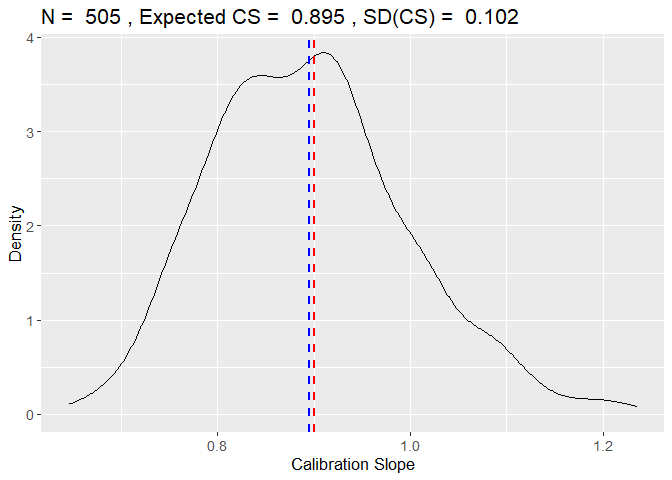 N =  505 , Expected CS =  0.895 , SD(CS) =  0.102
4
3
2
1
0
Density
0.8
1.0
1.2
Calibration Slope